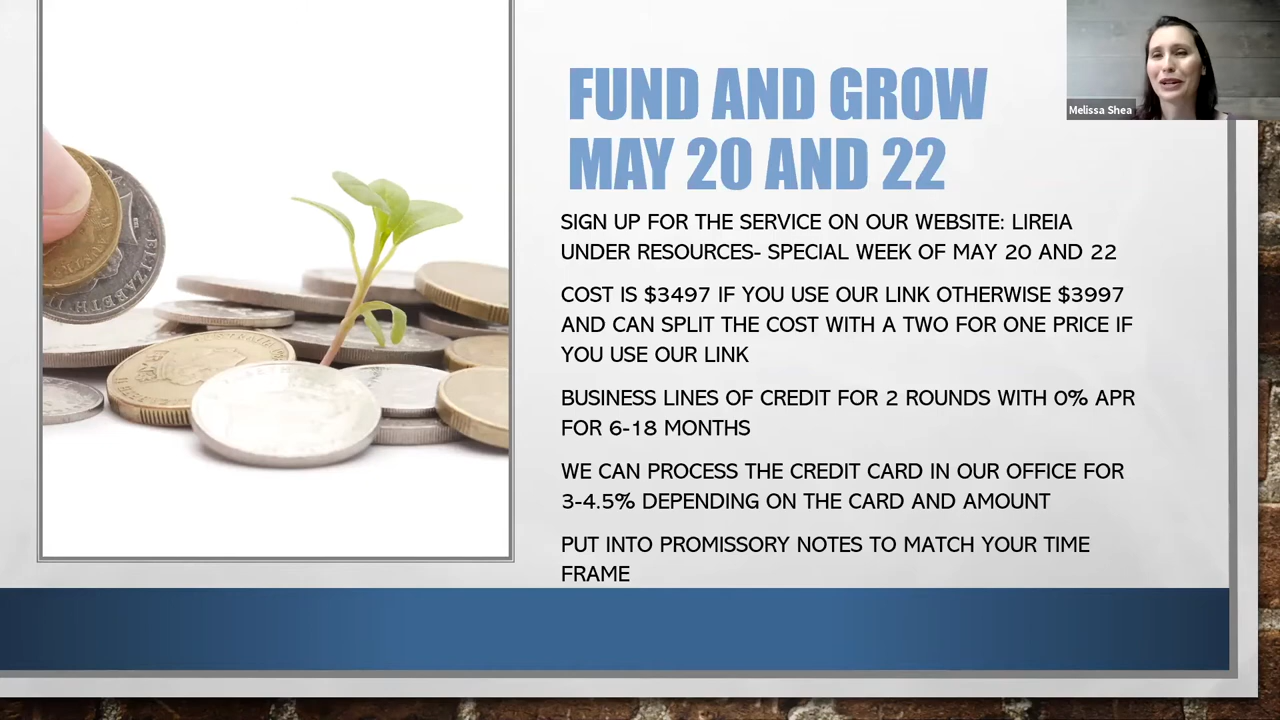 FUND AND GROW
MAY 20 AND 22
Melissa Shea
SIGN UP FOR THE SERVICE ON OUR WEBSITE: LIREIA
UNDER RESOURCES- SPECIAL WEEK OF MAY 20 AND 22
COST IS $3497 IF YOU USE OUR LINK OTHERWISE $3997
AND CAN SPLIT THE COST WITH A TWO FOR ONE PRICE IF
YOU USE OUR LINK
BUSINESS LINES OF CREDIT FOR 2 ROUNDS WITH 0% APR
FOR 6-18 MONTHS
WE CAN PROCESS THE CREDIT CARD IN OUR OFFICE FOR
3-4.5% DEPENDING ON THE CARD AND AMOUNT
PUT INTO PROMISSORY NOTES TO MATCH YOUR TIME
FRAME
ELIZABETH II